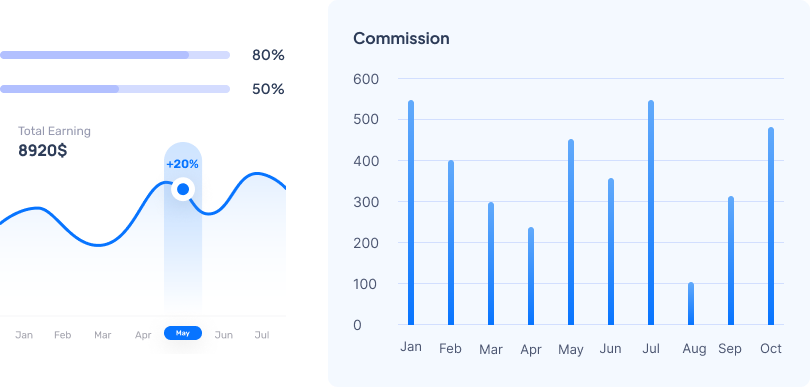 80%
50%
Total Earning
8920$
+20%
Jan Feb Mar Apr May Jun Jul
Commission
600
500
400
300
200
100
0
Jan Feb Mar Apr May Jun Jul Aug Sep Oct